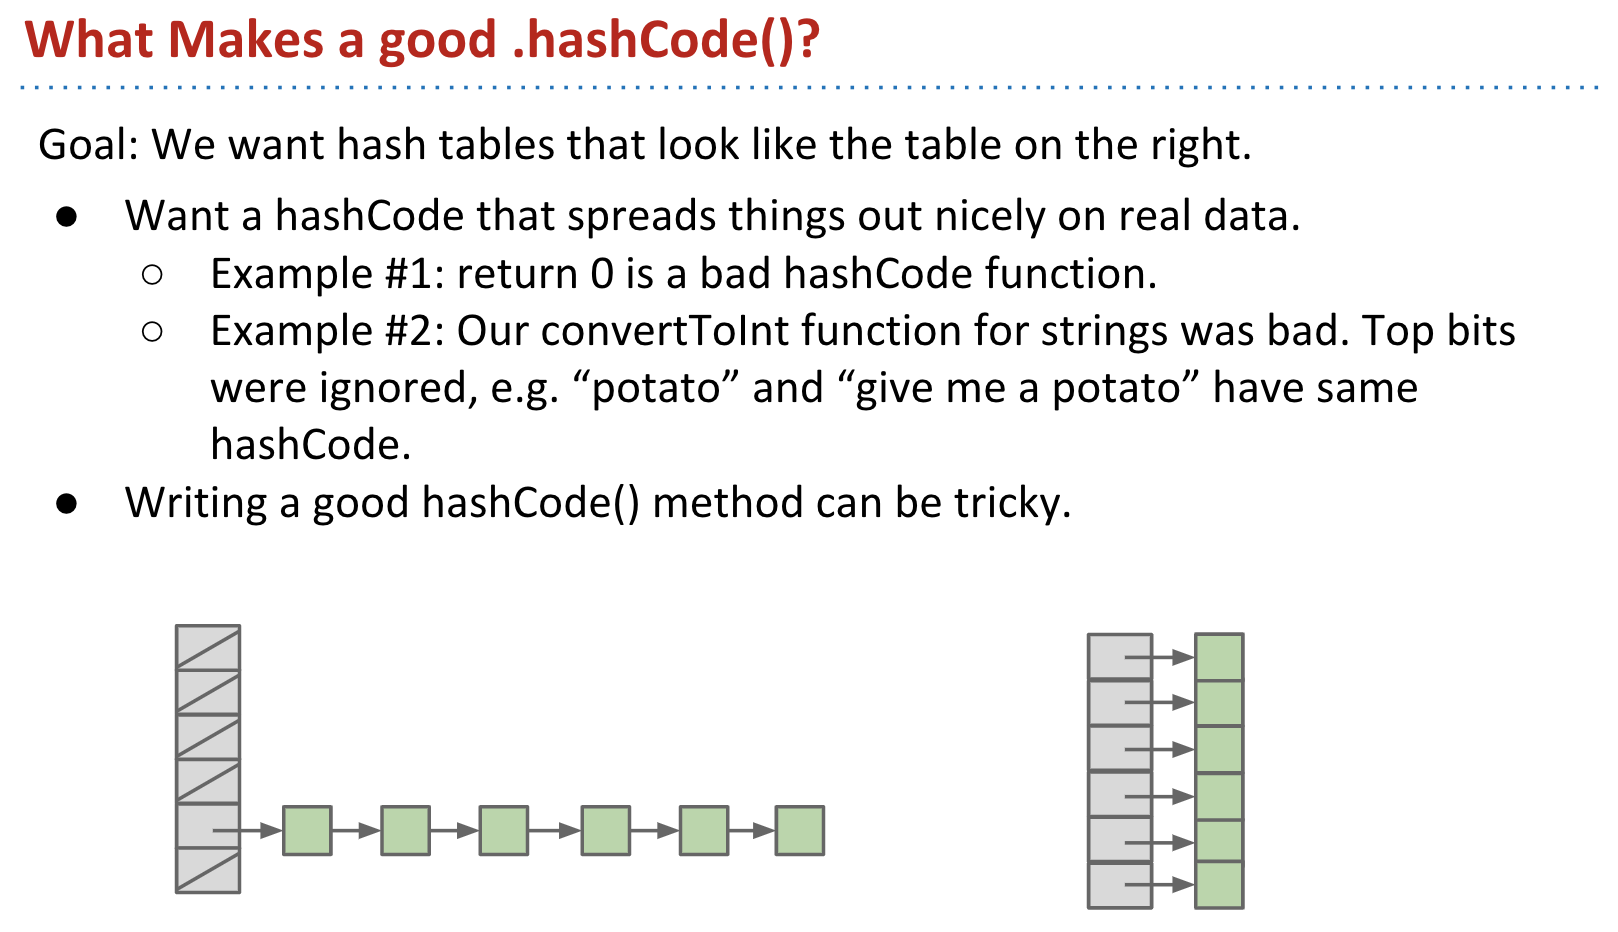 What Makes a good .hashCode()?
Goal: We want hash tables that look like the table on the right.
● Want a hashCode that spreads things out nicely on real data.
○ Example #1: return 0 is a bad hashCode function.
○ Example #2: Our convertToInt function for strings was bad. Top bits
were ignored, e.g. “potato” and “give me a potato” have same
hashCode.
● Writing a good hashCode() method can be tricky.